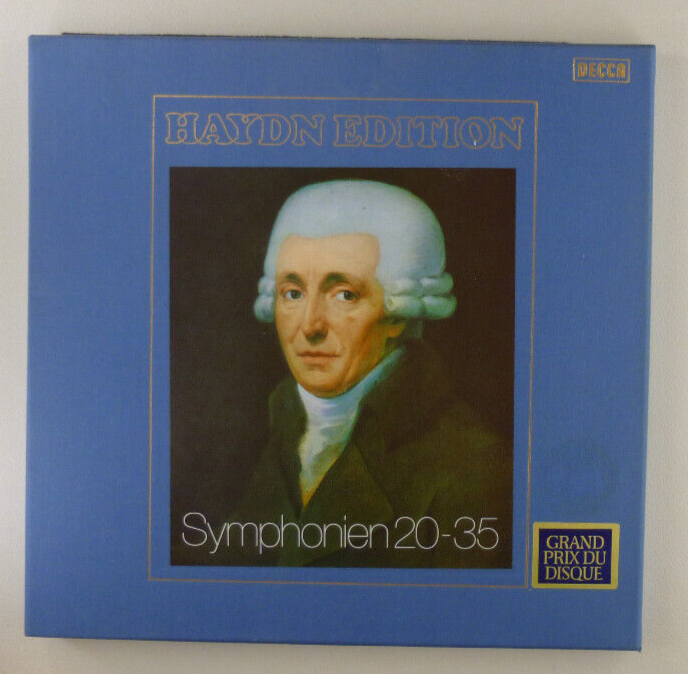 DECCA
HAYDN EDITION
Symphonien 20-35
GRAND
PRIX DU
DISQUE